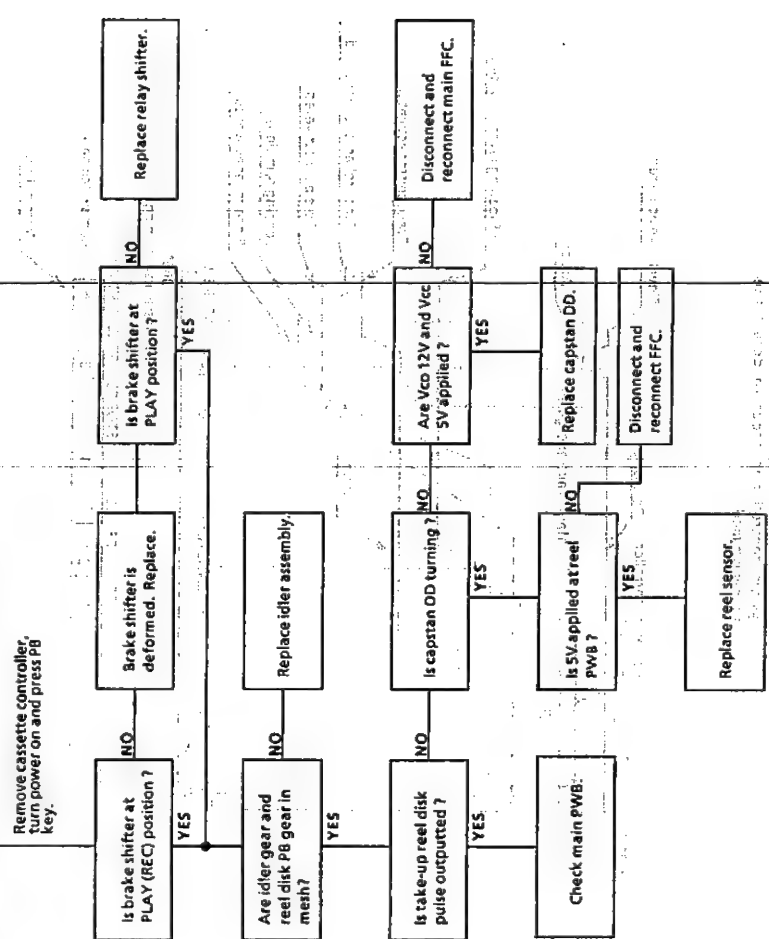 Remove cassette controller,
turn power on and press PB
key.
Is brake shifter at
PLAY (REC) position ?
NO
YES
Brake shifter is
deformed. Replace.
Is brake shifter at
PLAY position ?
NO
YES
Replace relay shifter.
Are idler gear and
reel disk PB gear in
mesh?
NO
YES
Replace idler assembly.
Is take-up reel disk
pulse outputted ?
NO
YES
Is capstan DD turning ?
NO
YES
Are Vco 12V and Vcc
5V applied ?
NO
YES
Disconnect and
reconnect main FFC.
Replace capstan DD.
Check main PWB.
Is 5V applied at reel
PWB ?
NO
YES
Disconnect and
reconnect FFC.
Replace reel sensor.